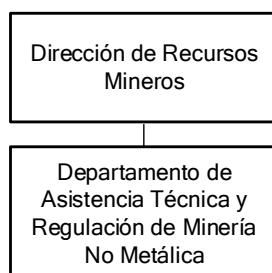 Dirección de Recursos
Mineros
Departamento de
Asistencia Técnica y
Regulación de Minería
No Metálica